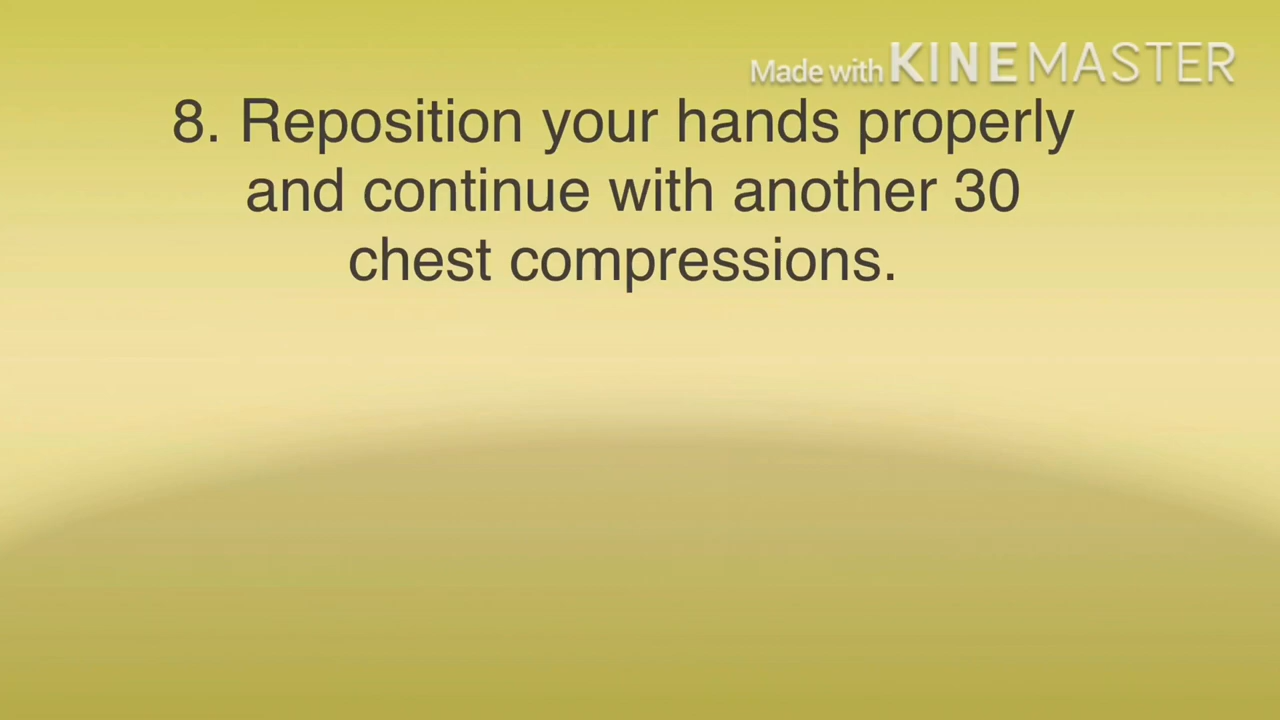 Made with KINEMASTER
8. Reposition your hands properly
and continue with another 30
chest compressions.